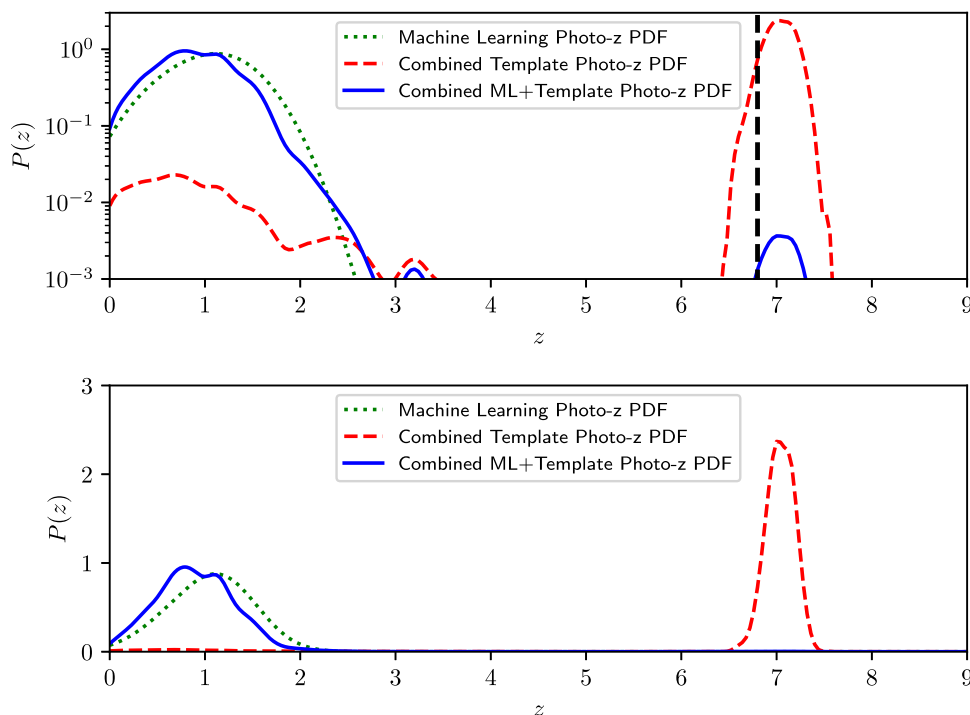 Machine Learning Photo-z PDF
Combined Template Photo-z PDF
Combined ML+Template Photo-z PDF
P(z)
10^0
10^-1
10^-2
10^-3
0 1 2 3 4 5 6 7 8 9
z
Machine Learning Photo-z PDF
Combined Template Photo-z PDF
Combined ML+Template Photo-z PDF
P(z)
3
2
1
0
0 1 2 3 4 5 6 7 8 9
z